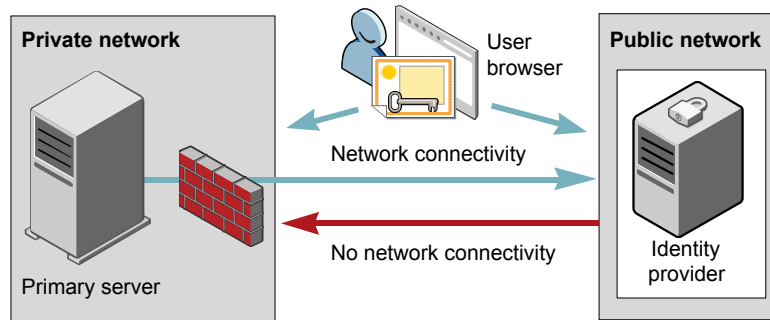 Private network
User
browser
Public network
Network connectivity
No network connectivity
Primary server
Identity
provider